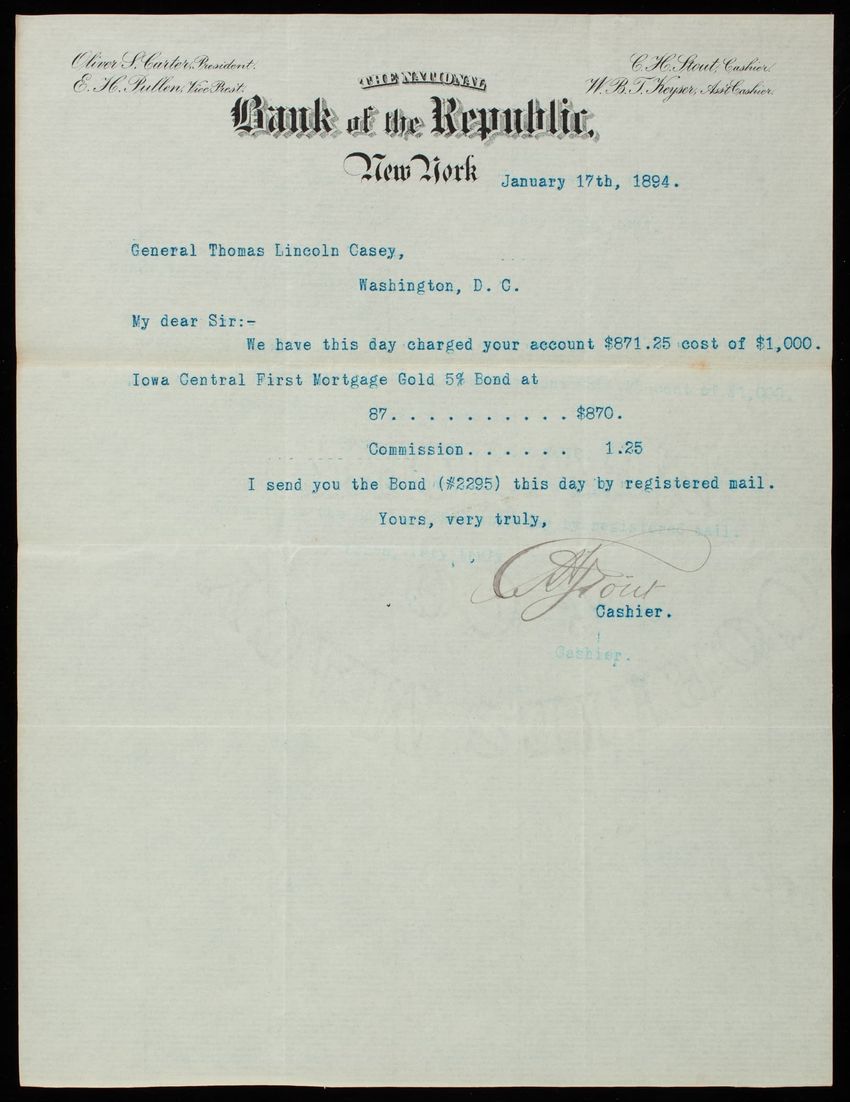 Oliver S. Carter, President.
E. H. Pullen, Vice Prest.
C. H. Stout, Cashier.
W. B. T. Keyser, Ass't Cashier.
THE NATIONAL
Bank of the Republic,
New York
January 17th, 1894.
General Thomas Lincoln Casey,
Washington, D. C.
My dear Sir:-
We have this day charged your account $871.25 cost of $1,000.
Iowa Central First Mortgage Gold 5% Bond at
87. . . . . . . . . . . $870.
Commission. . . . . . 1.25
I send you the Bond (#2295) this day by registered mail.
Yours, very truly,
C H Stout
Cashier.
Cashier.